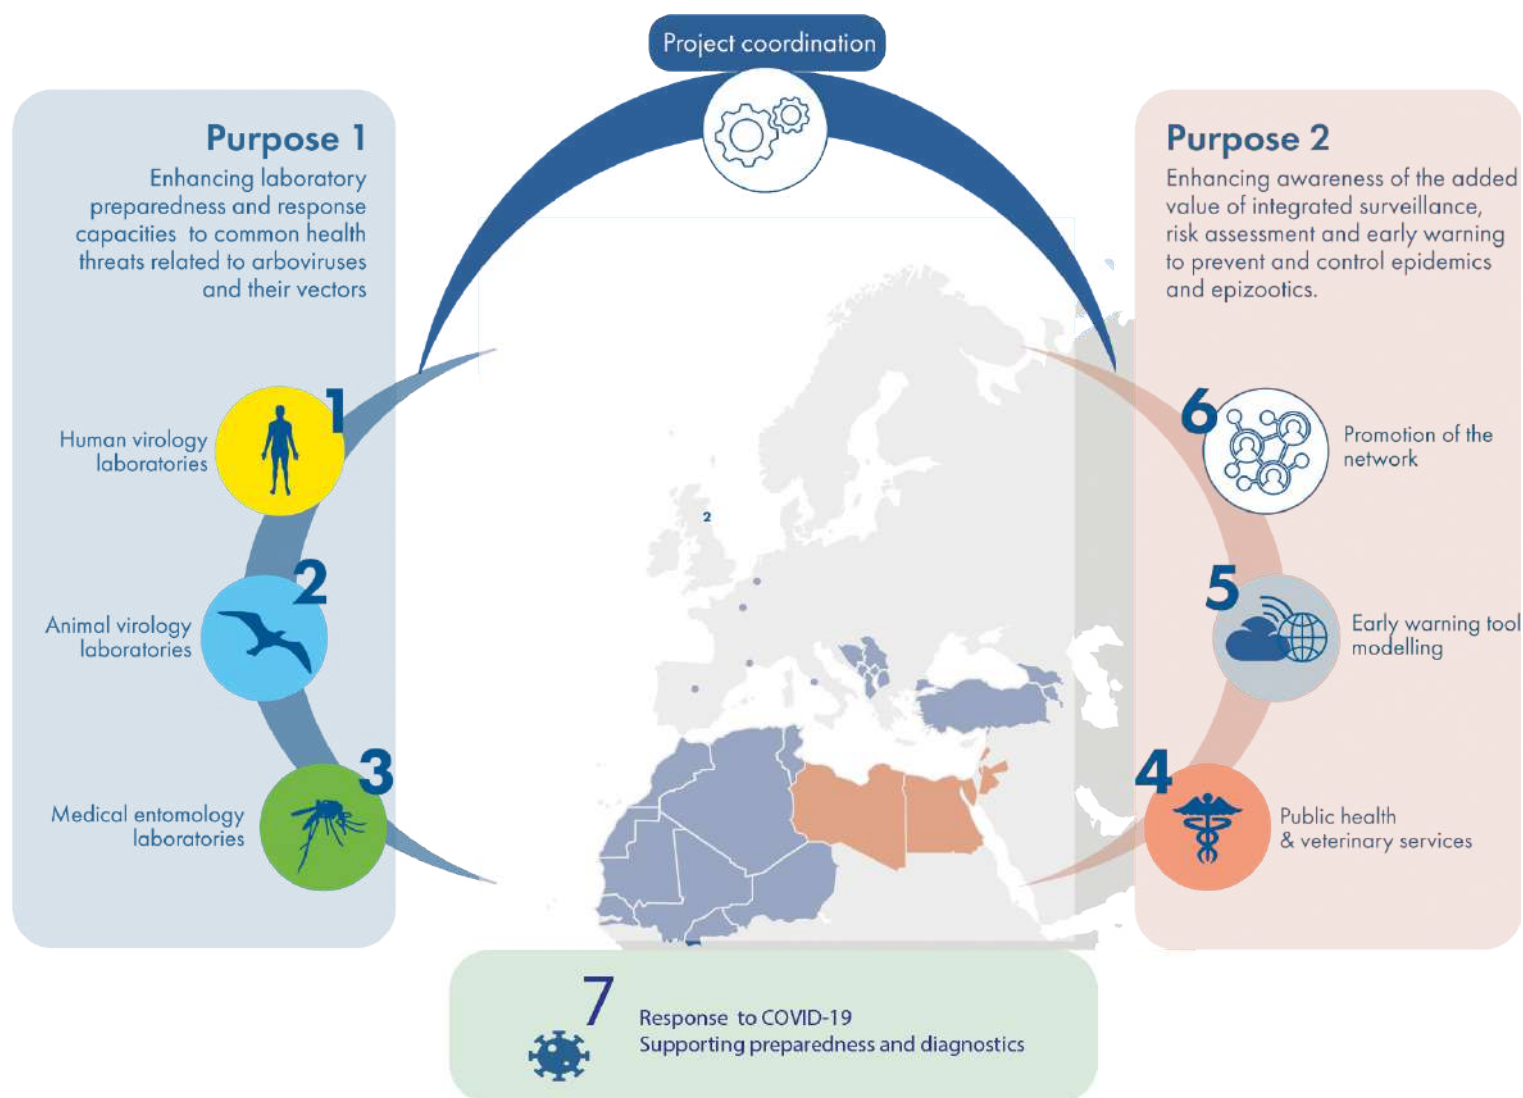 Project coordination
Purpose 1
Enhancing laboratory
preparedness and response
capacities to common health
threats related to arboviruses
and their vectors
1
Human virology
laboratories
2
Animal virology
laboratories
3
Medical entomology
laboratories
2
Purpose 2
Enhancing awareness of the added
value of integrated surveillance,
risk assessment and early warning
to prevent and control epidemics
and epizootics.
6
Promotion of the
network
5
Early warning tool
modelling
4
Public health
& veterinary services
7
Response to COVID-19
Supporting preparedness and diagnostics